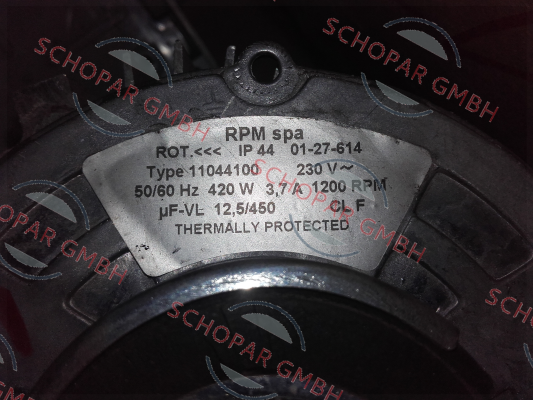 RPM spa
ROT.<<< IP 44 01-27-614
Type 11044100 230 V~
50/60 Hz 420 W 3,7A 1200 RPM
µF-VL 12,5/450 CL F
THERMALLY PROTECTED
SCHOPAR GMBH
SCHOPAR GMBH
SCHOPAR GMBH
SCHOPAR GMBH
SCHOPAR GMBH
SCHOPAR GMBH
SCHOPAR GMBH